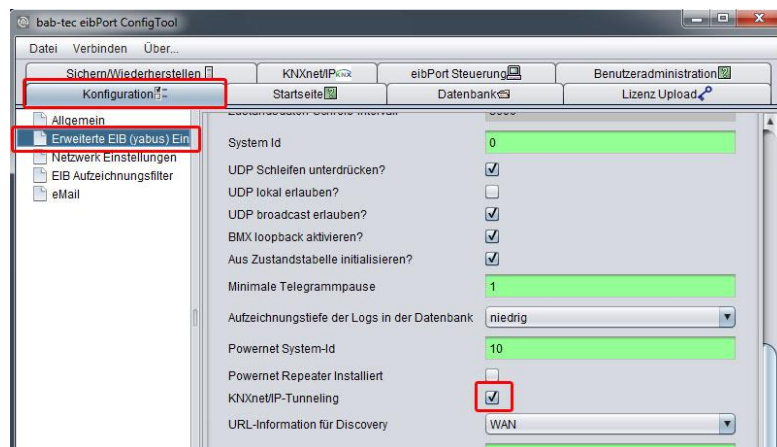 bab-tec eibPort ConfigTool
Datei Verbinden Über...
Sichern/Wiederherstellen KNXnet/IP eibPort Steuerung Benutzeradministration
Konfiguration Startseite Datenbank Lizenz Upload
Allgemein
Erweiterte EIB (yabus) Ein
Netzwerk Einstellungen
EIB Aufzeichnungsfilter
eMail
System Id 0
UDP Schleifen unterdrücken?
UDP lokal erlauben?
UDP broadcast erlauben?
BMX loopback aktivieren?
Aus Zustandstabelle initialisieren?
Minimale Telegrammpause 1
Aufzeichnungstiefe der Logs in der Datenbank niedrig
Powernet System-Id 10
Powernet Repeater Installiert
KNXnet/IP-Tunneling
URL-Information für Discovery WAN